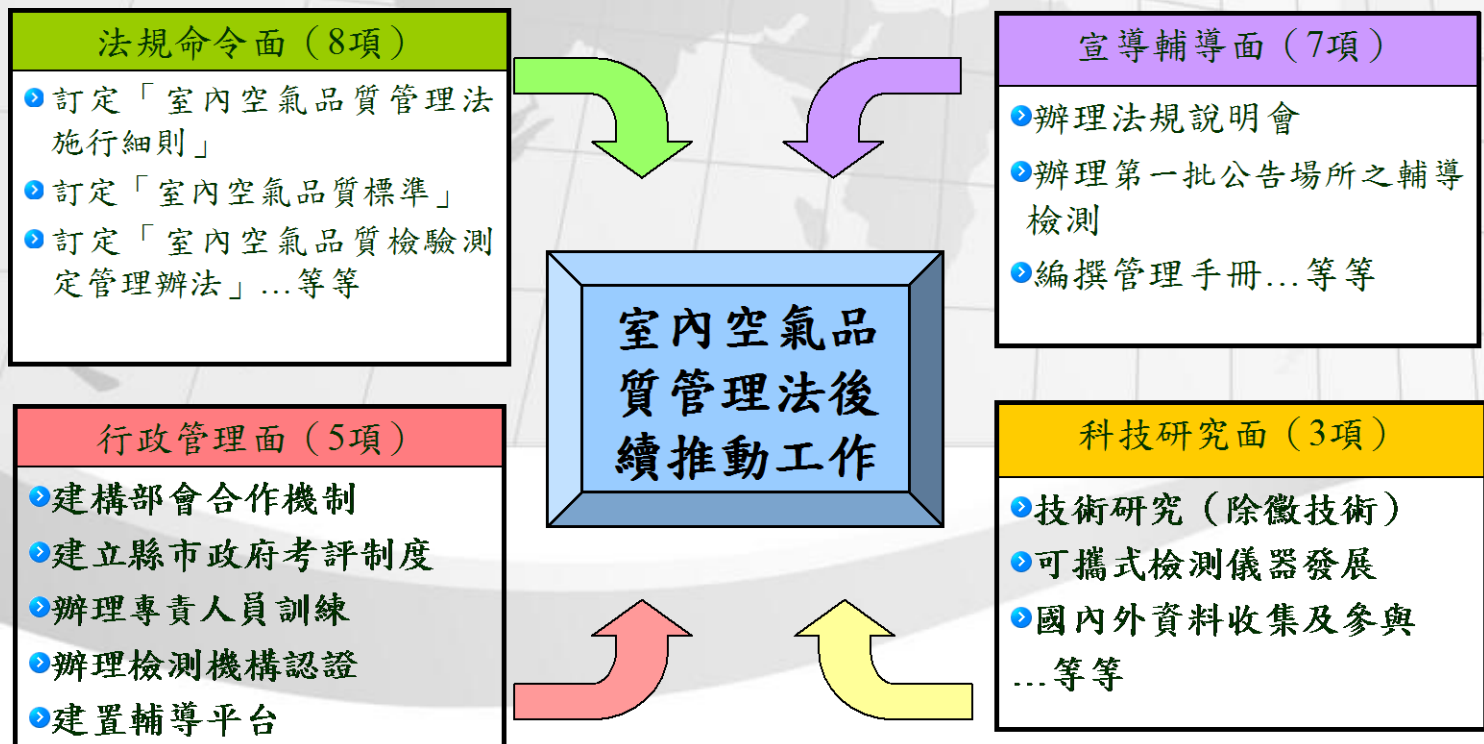 法規命令面（8項）
訂定「室內空氣品質管理法
施行細則」
訂定「室內空氣品質標準」
訂定「室內空氣品質檢驗測
定管理辦法」...等等
宣導輔導面（7項）
辦理法規說明會
辦理第一批公告場所之輔導
檢測
編撰管理手冊...等等
室內空氣品
質管理法後
續推動工作
行政管理面（5項）
建構部會合作機制
建立縣市政府考評制度
辦理專責人員訓練
辦理檢測機構認證
建置輔導平台
科技研究面（3項）
技術研究（除黴技術）
可攜式檢測儀器發展
國內外資料收集及參與
...等等